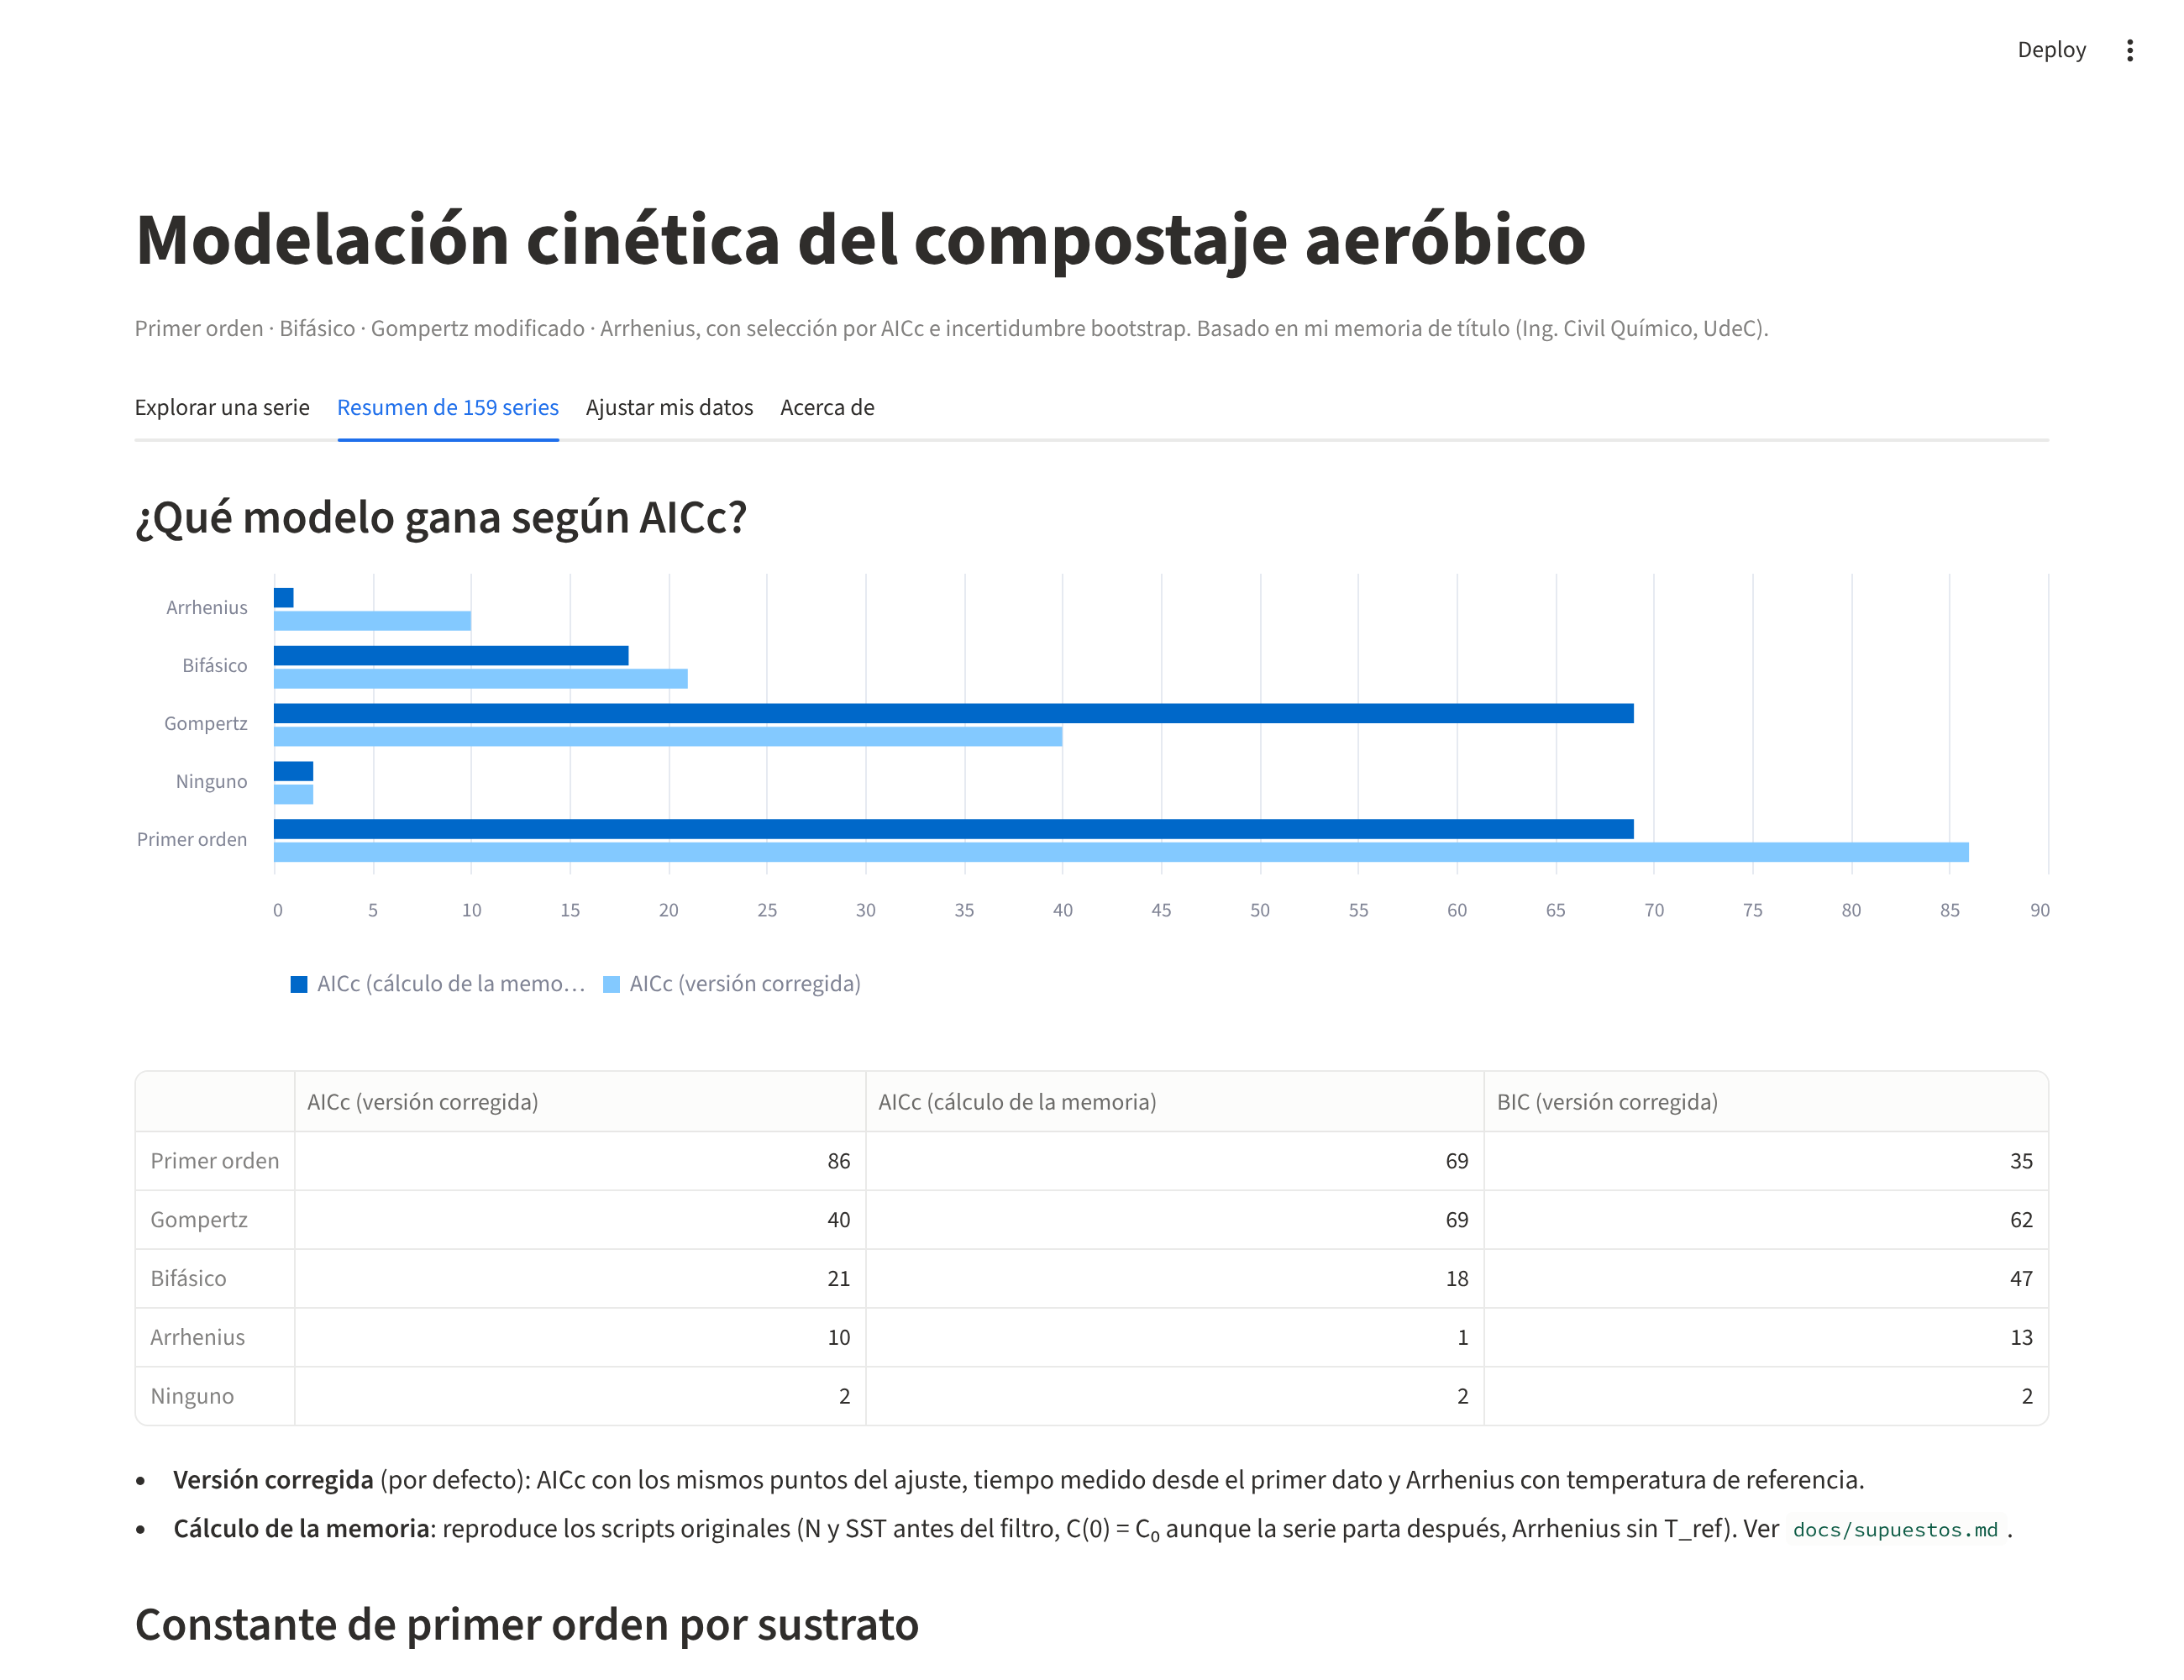 Deploy
Modelación cinética del compostaje aeróbico
Primer orden · Bifásico · Gompertz modificado · Arrhenius, con selección por AICc e incertidumbre bootstrap. Basado en mi memoria de título (Ing. Civil Químico, UdeC).
Explorar una serie Resumen de 159 series Ajustar mis datos Acerca de
¿Qué modelo gana según AICc?
Arrhenius
Bifásico
Gompertz
Ninguno
Primer orden
0 5 10 15 20 25 30 35 40 45 50 55 60 65 70 75 80 85 90
AICc (cálculo de la memo… AICc (versión corregida)
AICc (versión corregida) AICc (cálculo de la memoria) BIC (versión corregida)
Primer orden 86 69 35
Gompertz 40 69 62
Bifásico 21 18 47
Arrhenius 10 1 13
Ninguno 2 2 2
• Versión corregida (por defecto): AICc con los mismos puntos del ajuste, tiempo medido desde el primer dato y Arrhenius con temperatura de referencia.
• Cálculo de la memoria: reproduce los scripts originales (N y SST antes del filtro, C(0) = C₀ aunque la serie parta después, Arrhenius sin T_ref). Ver docs/supuestos.md .
Constante de primer orden por sustrato